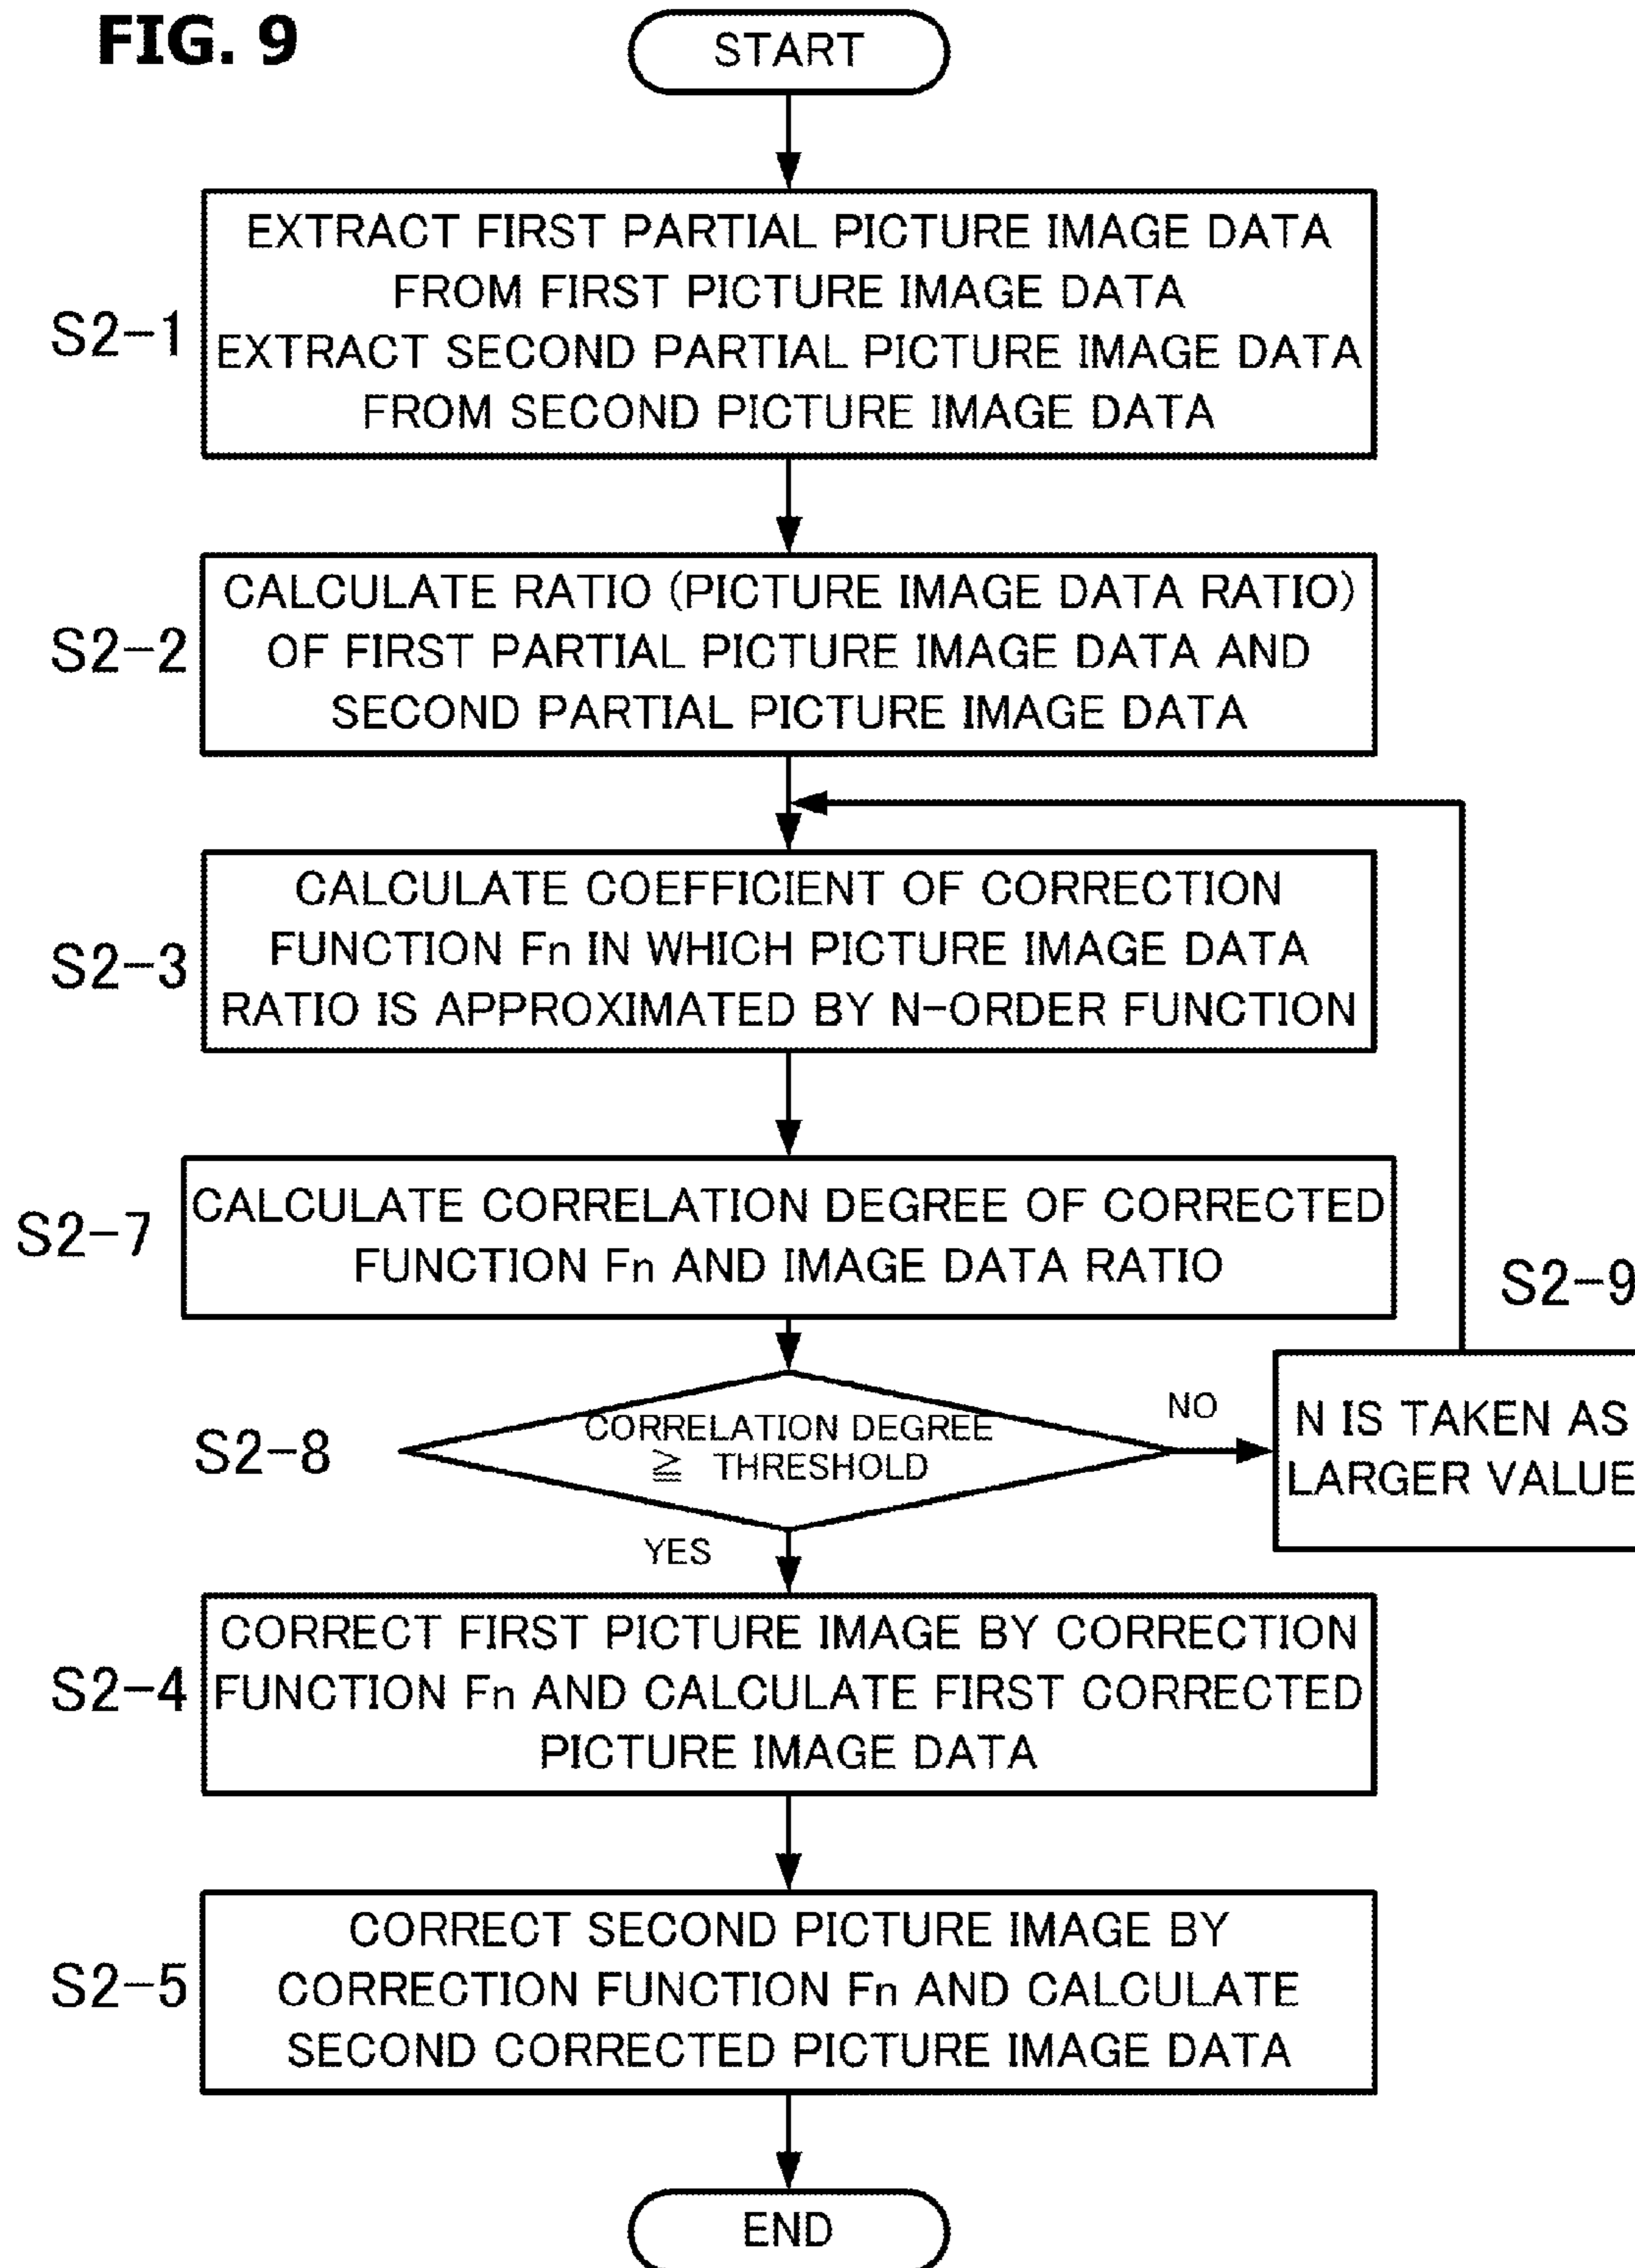 FIG. 9
START
S2-1
EXTRACT FIRST PARTIAL PICTURE IMAGE DATA
FROM FIRST PICTURE IMAGE DATA
EXTRACT SECOND PARTIAL PICTURE IMAGE DATA
FROM SECOND PICTURE IMAGE DATA
S2-2
CALCULATE RATIO (PICTURE IMAGE DATA RATIO)
OF FIRST PARTIAL PICTURE IMAGE DATA AND
SECOND PARTIAL PICTURE IMAGE DATA
S2-3
CALCULATE COEFFICIENT OF CORRECTION
FUNCTION Fn IN WHICH PICTURE IMAGE DATA
RATIO IS APPROXIMATED BY N-ORDER FUNCTION
S2-7
CALCULATE CORRELATION DEGREE OF CORRECTED
FUNCTION Fn AND IMAGE DATA RATIO
S2-8
CORRELATION DEGREE
≧ THRESHOLD
NO
S2-9
N IS TAKEN AS
LARGER VALUE
YES
S2-4
CORRECT FIRST PICTURE IMAGE BY CORRECTION
FUNCTION Fn AND CALCULATE FIRST CORRECTED
PICTURE IMAGE DATA
S2-5
CORRECT SECOND PICTURE IMAGE BY
CORRECTION FUNCTION Fn AND CALCULATE
SECOND CORRECTED PICTURE IMAGE DATA
END